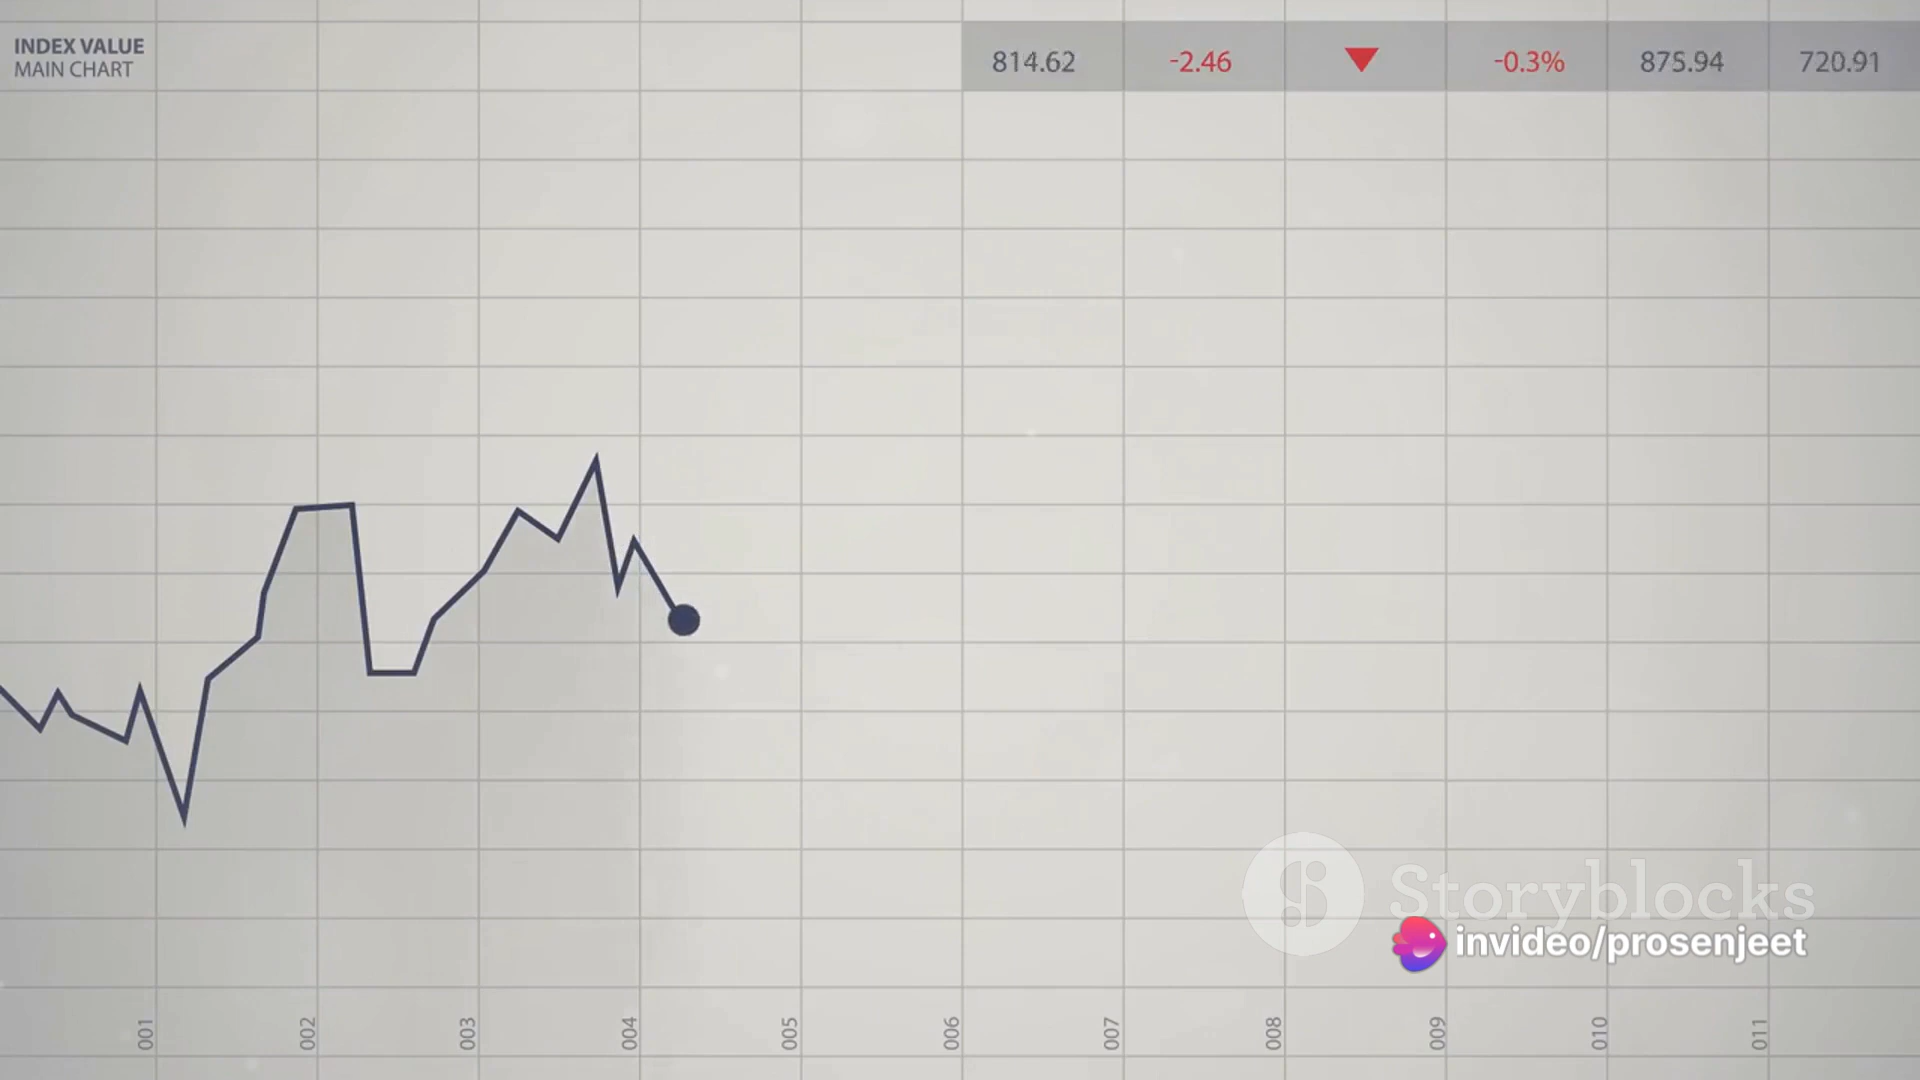 INDEX VALUE
MAIN CHART
814.62 -2.46 -0.3% 875.94 720.91
Storyblocks
invideo/prosenjeet
001 002 003 004 005 006 007 008 009 010 011